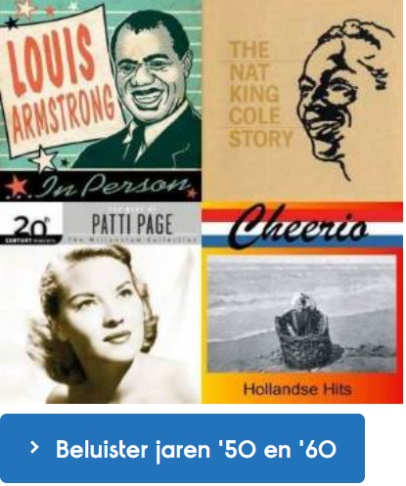 LOUIS
ARMSTRONG
...In Person
THE
NAT
KING
COLE
STORY
20th
CENTURY MASTERS
THE BEST OF
PATTI PAGE
The Millennium Collection
Cheerio
Hollandse Hits
› Beluister jaren '50 en '60